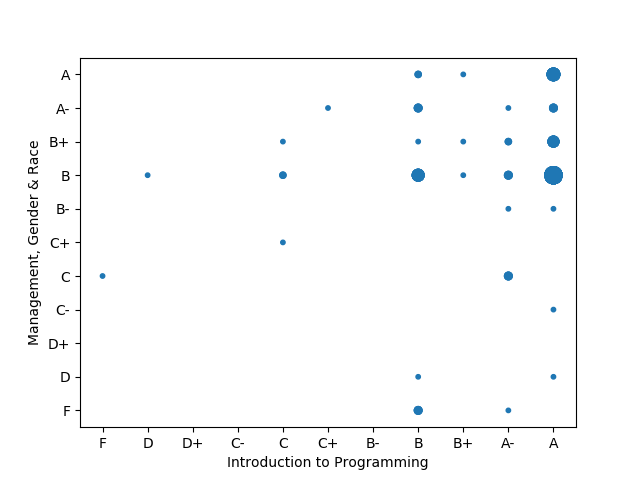 Management, Gender & Race
A
A-
B+
B
B-
C+
C
C-
D+
D
F
F
D
D+
C-
C
C+
B-
B
B+
A-
A
Introduction to Programming